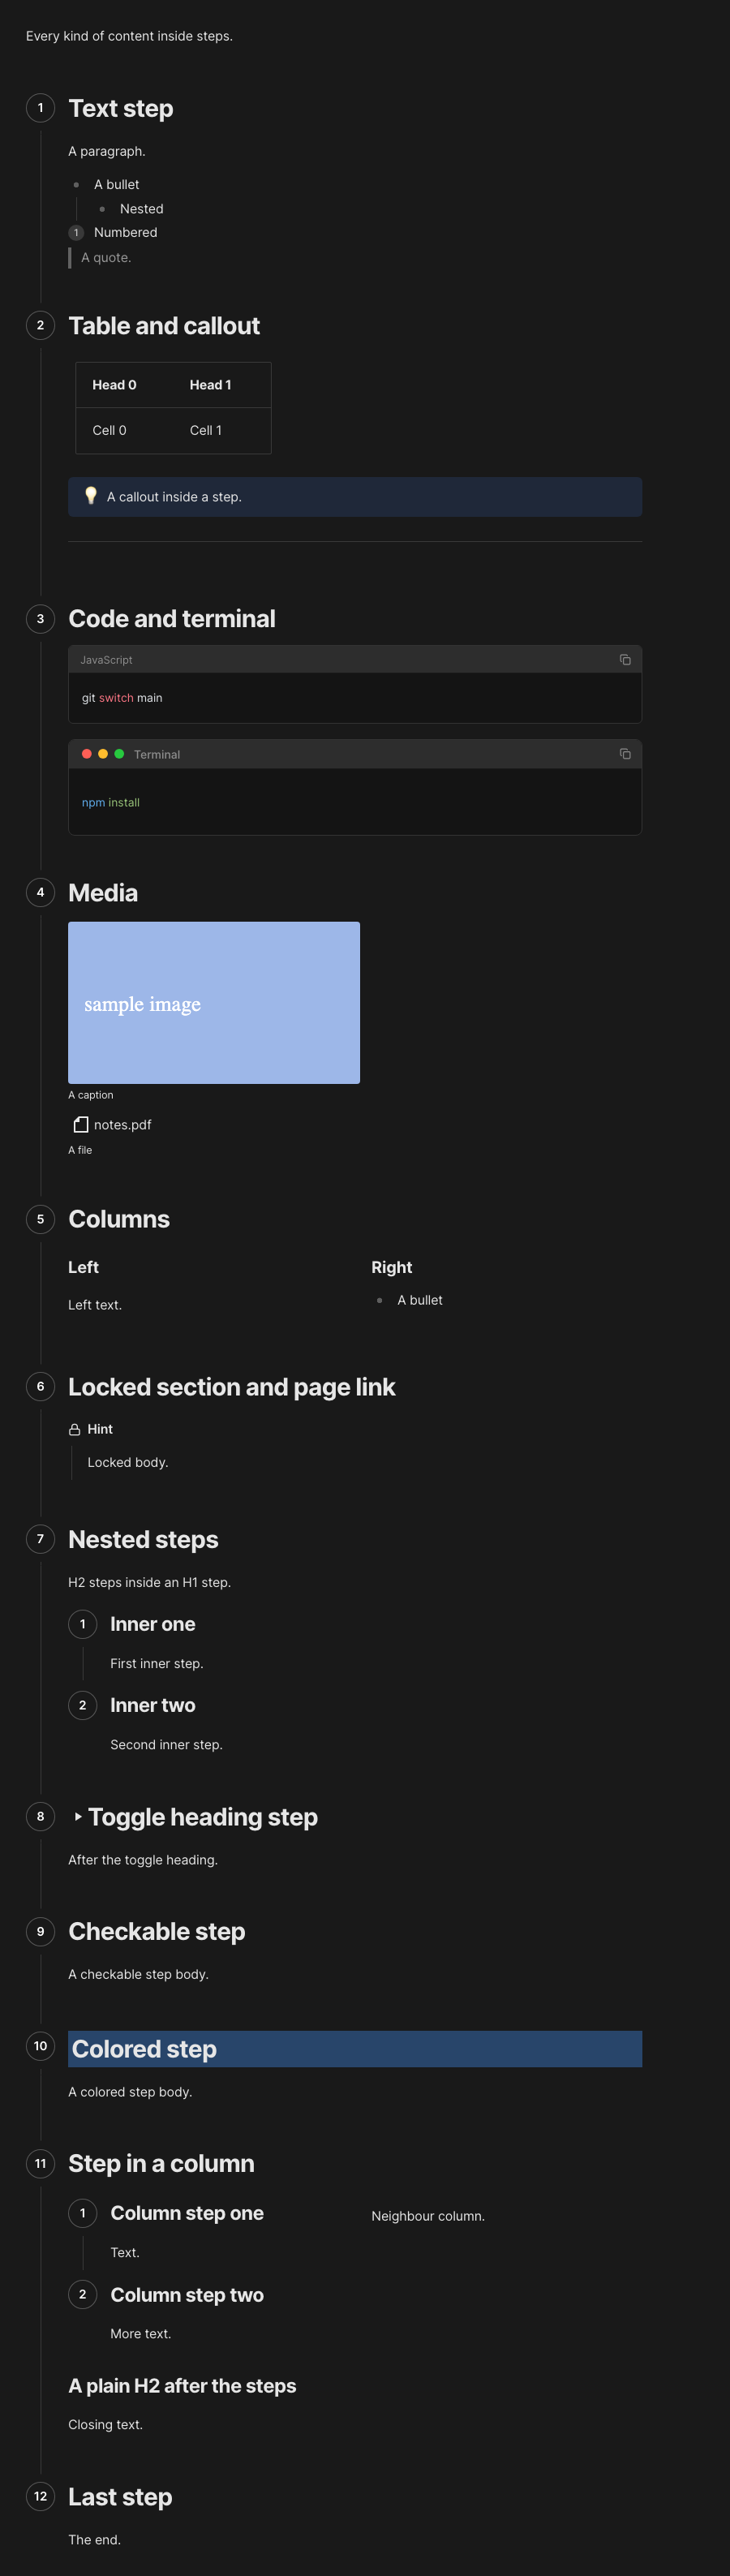 Every kind of content inside steps.
1 Text step
A paragraph.
A bullet
Nested
1 Numbered
A quote.
2 Table and callout
Head 0 Head 1
Cell 0 Cell 1
A callout inside a step.
3 Code and terminal
JavaScript
git switch main
Terminal
npm install
4 Media
sample image
A caption
notes.pdf
A file
5 Columns
Left
Left text.
Right
A bullet
6 Locked section and page link
Hint
Locked body.
7 Nested steps
H2 steps inside an H1 step.
1 Inner one
First inner step.
2 Inner two
Second inner step.
8 Toggle heading step
After the toggle heading.
9 Checkable step
A checkable step body.
10 Colored step
A colored step body.
11 Step in a column
1 Column step one
Text.
2 Column step two
More text.
Neighbour column.
A plain H2 after the steps
Closing text.
12 Last step
The end.